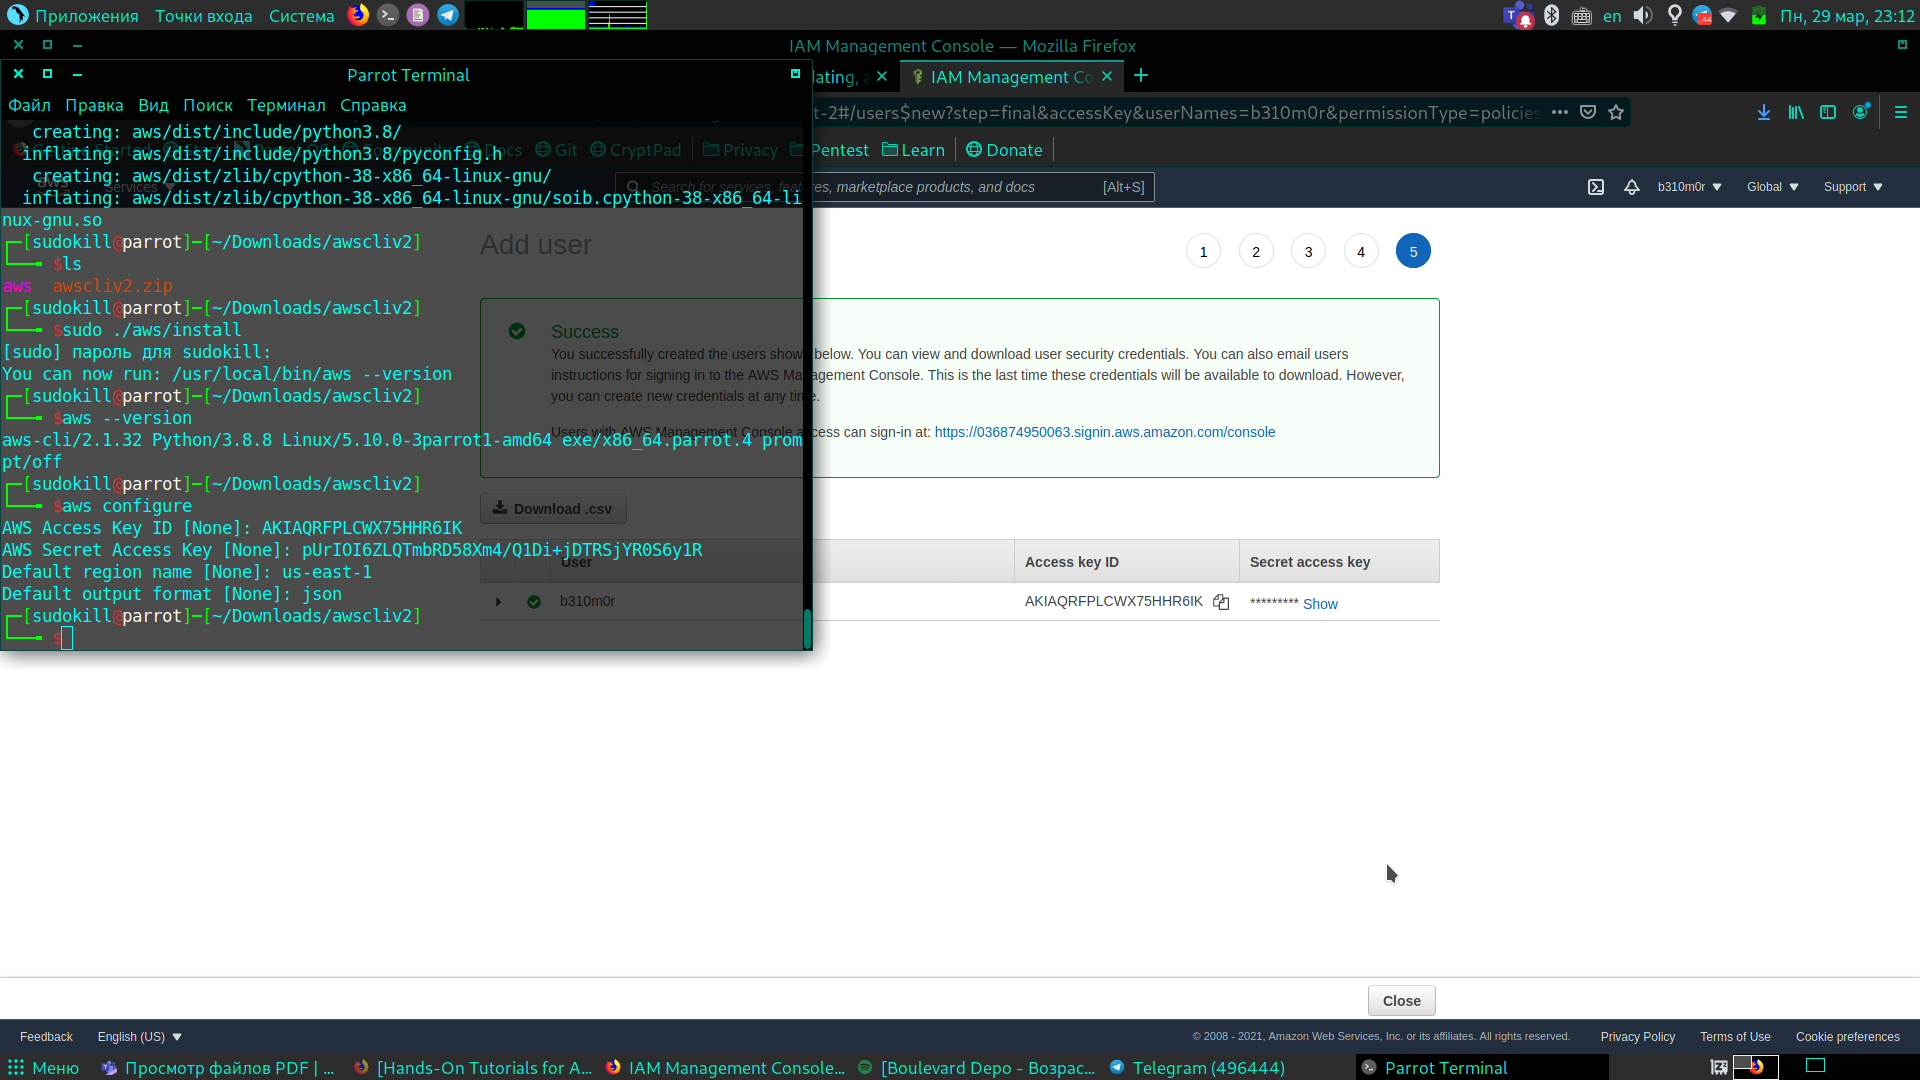 Приложения Точки входа Система
en Пн, 29 мар, 23:12
IAM Management Console — Mozilla Firefox
Parrot Terminal
IAM Management Co
Файл Правка Вид Поиск Терминал Справка
t-2#/users$new?step=final&accessKey&userNames=b310m0r&permissionType=policies
Git CryptPad Privacy Pentest Learn Donate
Services
Search for services, features, marketplace products, and docs [Alt+S]
b310m0r Global Support
creating: aws/dist/include/python3.8/
inflating: aws/dist/include/python3.8/pyconfig.h
creating: aws/dist/zlib/cpython-38-x86_64-linux-gnu/
inflating: aws/dist/zlib/cpython-38-x86_64-linux-gnu/soib.cpython-38-x86_64-li
nux-gnu.so
[sudokill@parrot]─[~/Downloads/awscliv2]
$ls
aws awscliv2.zip
[sudokill@parrot]─[~/Downloads/awscliv2]
$sudo ./aws/install
[sudo] пароль для sudokill:
You can now run: /usr/local/bin/aws --version
[sudokill@parrot]─[~/Downloads/awscliv2]
$aws --version
aws-cli/2.1.32 Python/3.8.8 Linux/5.10.0-3parrot1-amd64 exe/x86_64.parrot.4 prom
pt/off
[sudokill@parrot]─[~/Downloads/awscliv2]
$aws configure
AWS Access Key ID [None]: AKIAQRFPLCWX75HHR6IK
AWS Secret Access Key [None]: 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
Default region name [None]: us-east-1
Default output format [None]: json
[sudokill@parrot]─[~/Downloads/awscliv2]
$
Add user
1 2 3 4 5
Success
You successfully created the users shown below. You can view and download user security credentials. You can also email users
instructions for signing in to the AWS Management Console. This is the last time these credentials will be available to download. However,
you can create new credentials at any time.
Users with AWS Management Console access can sign-in at: https://036874950063.signin.aws.amazon.com/console
Download .csv
User Access key ID Secret access key
b310m0r AKIAQRFPLCWX75HHR6IK ********* Show
Close
Feedback English (US)
© 2008 - 2021, Amazon Web Services, Inc. or its affiliates. All rights reserved. Privacy Policy Terms of Use Cookie preferences
Меню Просмотр файлов PDF | ... [Hands-On Tutorials for A... IAM Management Console... [Boulevard Depo - Возрас... Telegram (496444) Parrot Terminal